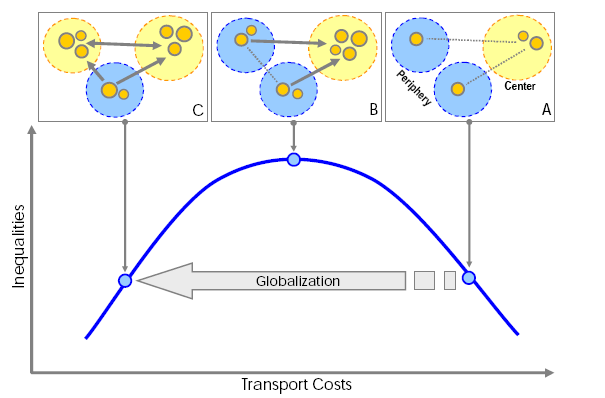 C
B
A
Periphery
Center
Inequalities
Globalization
Transport Costs